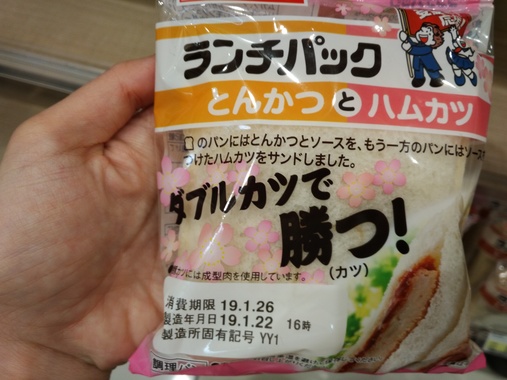 ランチパック
とんかつとハムカツ
のパンにはとんかつとソースを、もう一方のパンにはソースを
つけたハムカツをサンドしました。
ダブルカツで
勝つ!
(カツ)
には成型肉を使用しています。
消費期限 19.1.26
製造年月日 19.1.22 16時
製造所固有記号 YY1
調理パン